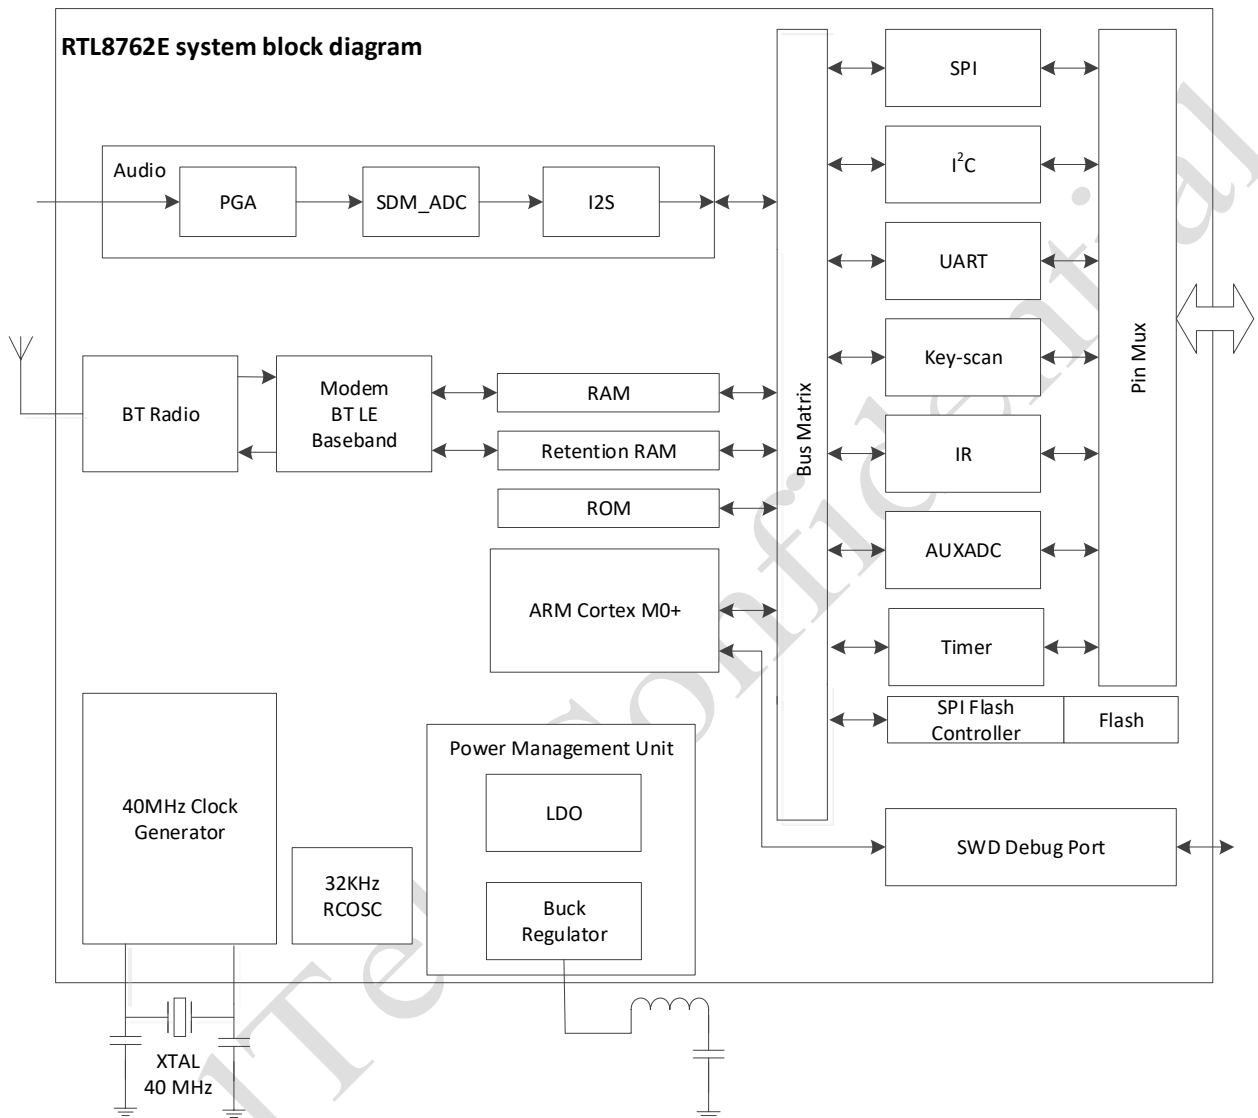 RTL8762E system block diagram
Audio
PGA
SDM_ADC
I2S
BT Radio
Modem
BT LE
Baseband
RAM
Retention RAM
ROM
ARM Cortex M0+
Bus Matrix
SPI
I²C
UART
Key-scan
IR
AUXADC
Timer
SPI Flash
Controller
Flash
Pin Mux
SWD Debug Port
Power Management Unit
LDO
Buck
Regulator
40MHz Clock
Generator
32KHz
RCOSC
XTAL
40 MHz